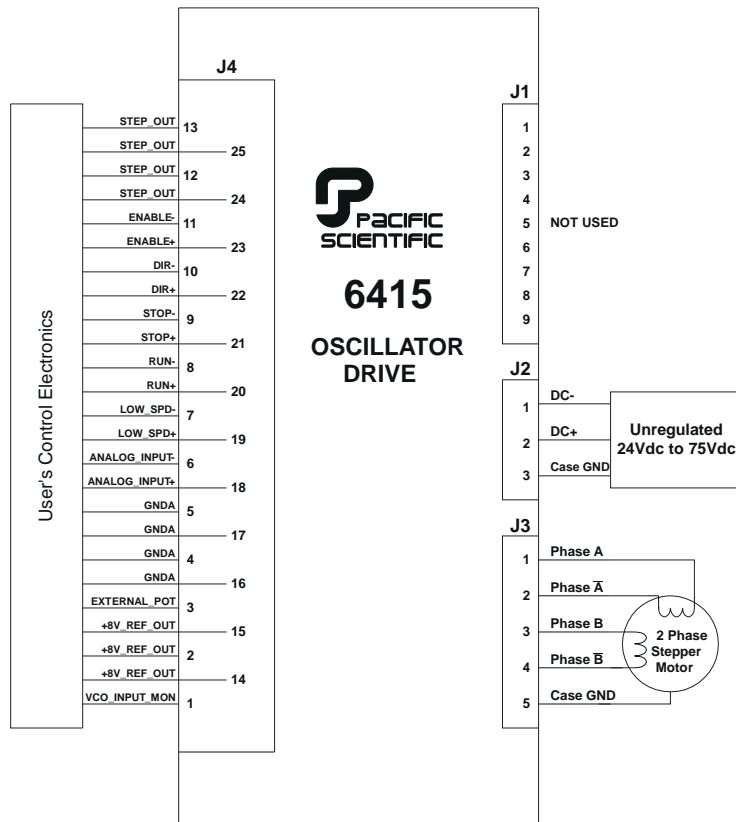 J4
User's Control Electronics
STEP_OUT 13
STEP_OUT 25
STEP_OUT 12
STEP_OUT 24
ENABLE- 11
ENABLE+ 23
DIR- 10
DIR+ 22
STOP- 9
STOP+ 21
RUN- 8
RUN+ 20
LOW_SPD- 7
LOW_SPD+ 19
ANALOG_INPUT- 6
ANALOG_INPUT+ 18
GNDA 5
GNDA 17
GNDA 4
GNDA 16
EXTERNAL_POT 3
+8V_REF_OUT 15
+8V_REF_OUT 2
+8V_REF_OUT 14
VCO_INPUT_MON 1
PACIFIC
SCIENTIFIC
6415
OSCILLATOR
DRIVE
J1
1
2
3
4
5
6
7
8
9
NOT USED
J2
1 DC-
2 DC+
3 Case GND
Unregulated
24Vdc to 75Vdc
J3
1 Phase A
2 Phase A̅
3 Phase B
4 Phase B̅
5 Case GND
2 Phase
Stepper
Motor